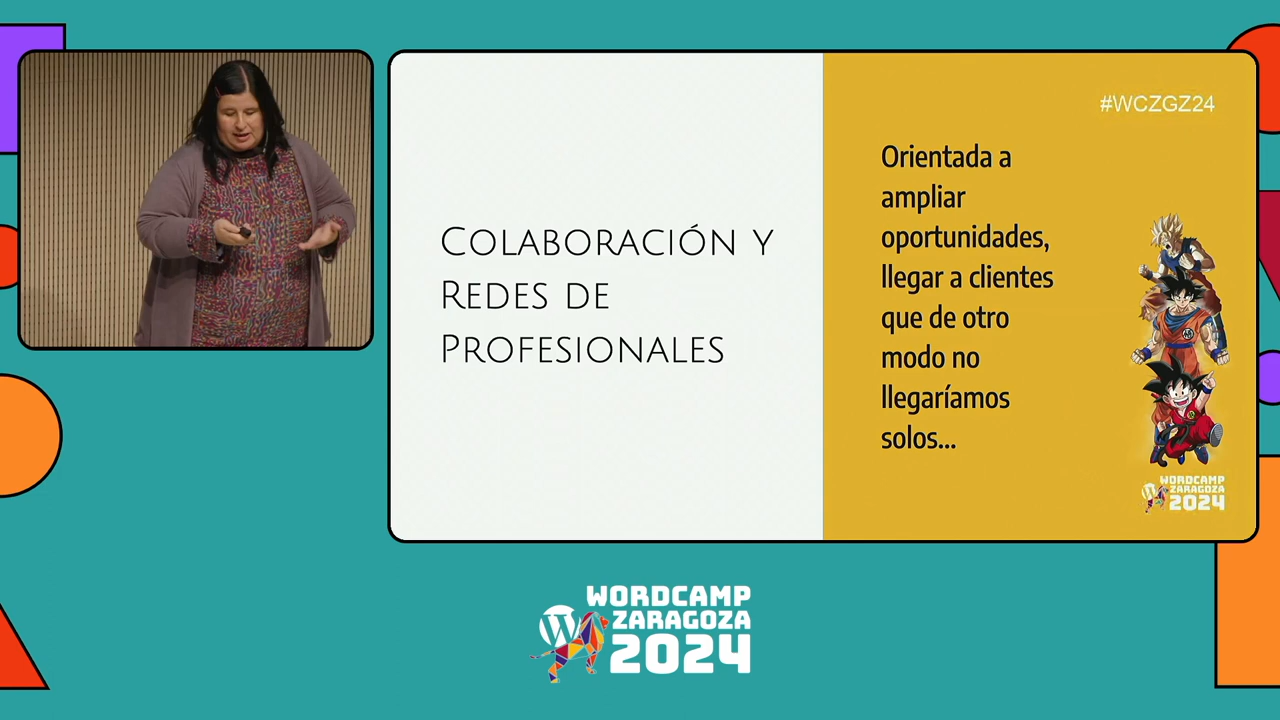 #WCZGZ24
COLABORACIÓN Y
REDES DE
PROFESIONALES
Orientada a
ampliar
oportunidades,
llegar a clientes
que de otro
modo no
llegaríamos
solos...
WORDCAMP
ZARAGOZA
2024
WORDCAMP
ZARAGOZA
2024